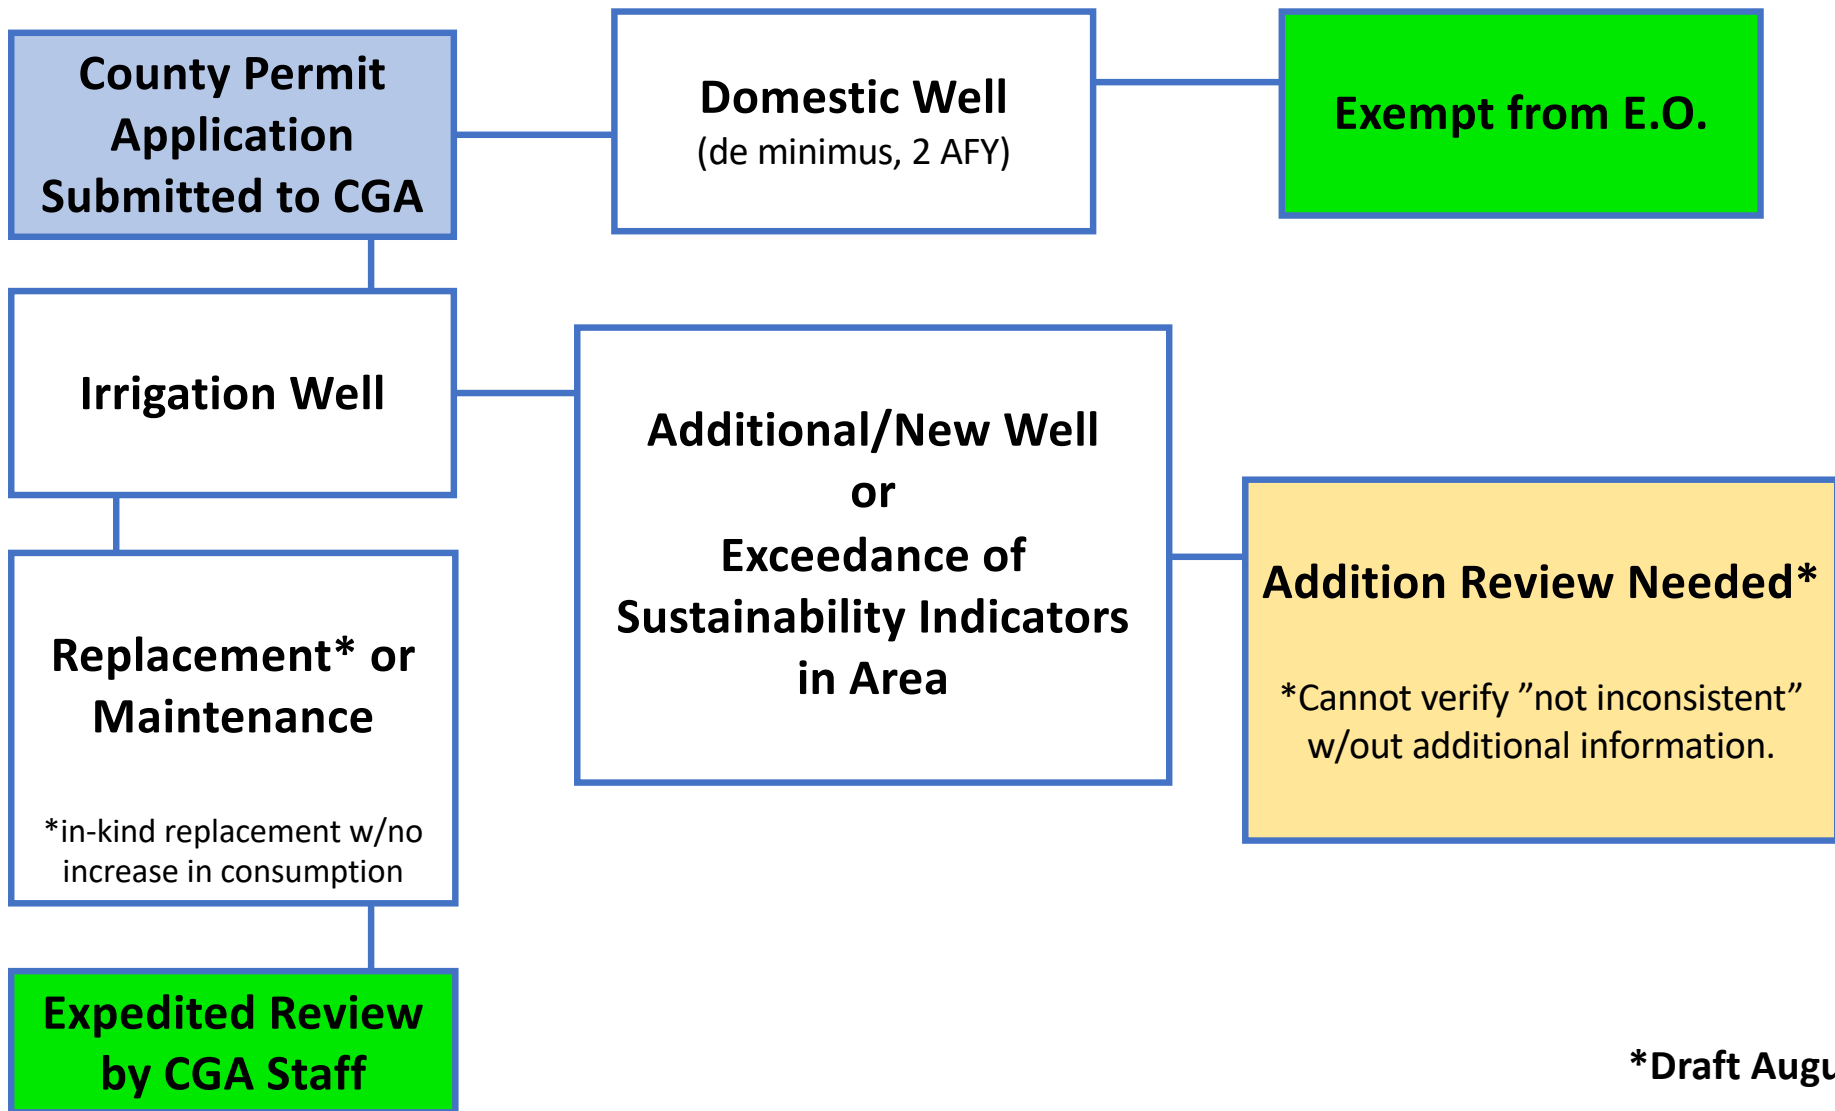 County Permit
Application
Submitted to CGA
Domestic Well
(de minimus, 2 AFY)
Exempt from E.O.
Irrigation Well
Additional/New Well
or
Exceedance of
Sustainability Indicators
in Area
Addition Review Needed*
*Cannot verify ”not inconsistent”
w/out additional information.
Replacement* or
Maintenance
*in-kind replacement w/no
increase in consumption
Expedited Review
by CGA Staff
*Draft